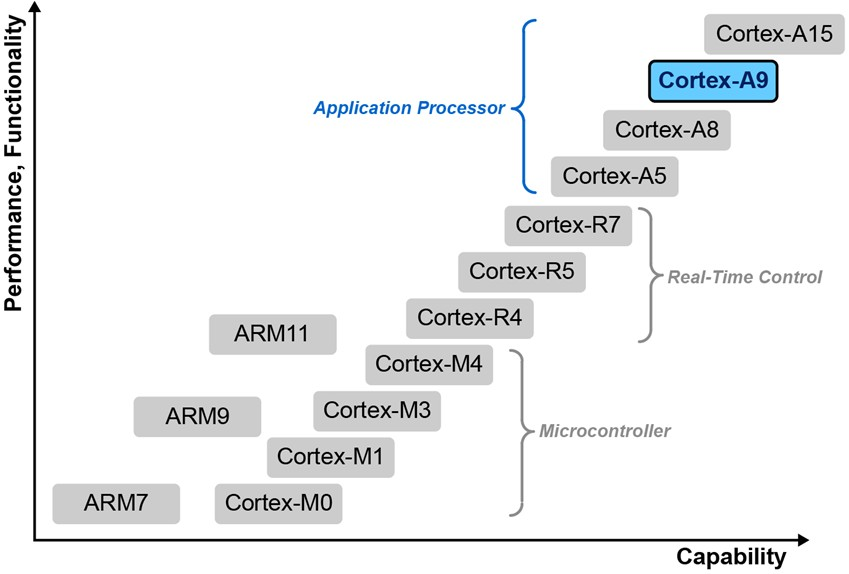 Performance, Functionality
Cortex-A15
Cortex-A9
Application Processor
Cortex-A8
Cortex-A5
Cortex-R7
Cortex-R5
Real-Time Control
Cortex-R4
ARM11
Cortex-M4
Cortex-M3
ARM9
Microcontroller
Cortex-M1
ARM7
Cortex-M0
Capability